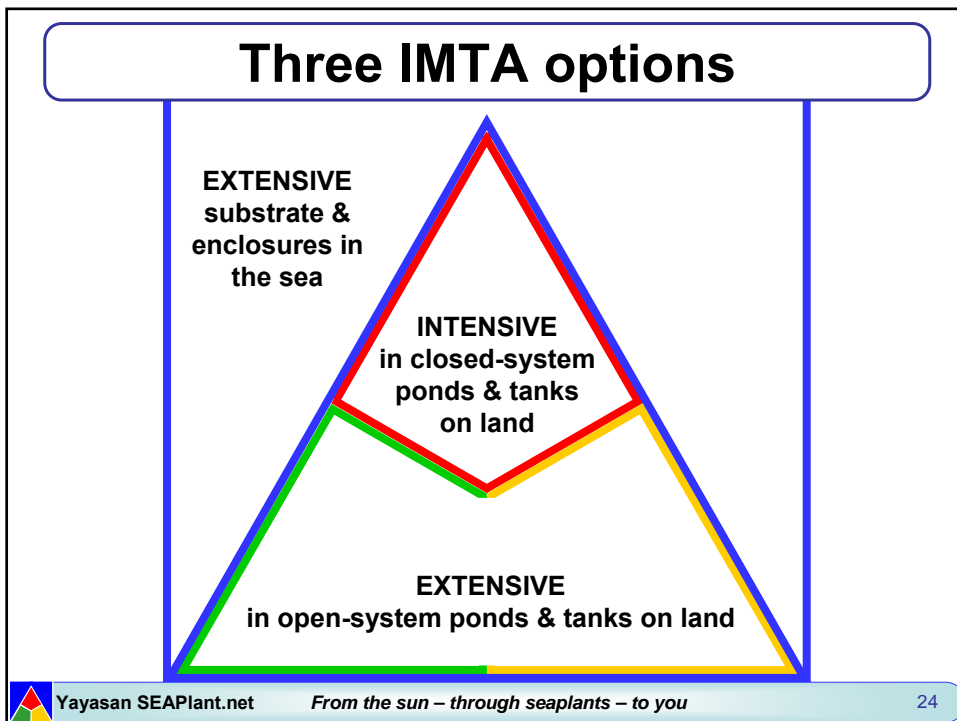 Three IMTA options
EXTENSIVE
substrate &
enclosures in
the sea
INTENSIVE
in closed-system
ponds & tanks
on land
EXTENSIVE
in open-system ponds & tanks on land
Yayasan SEAPlant.net From the sun – through seaplants – to you 24